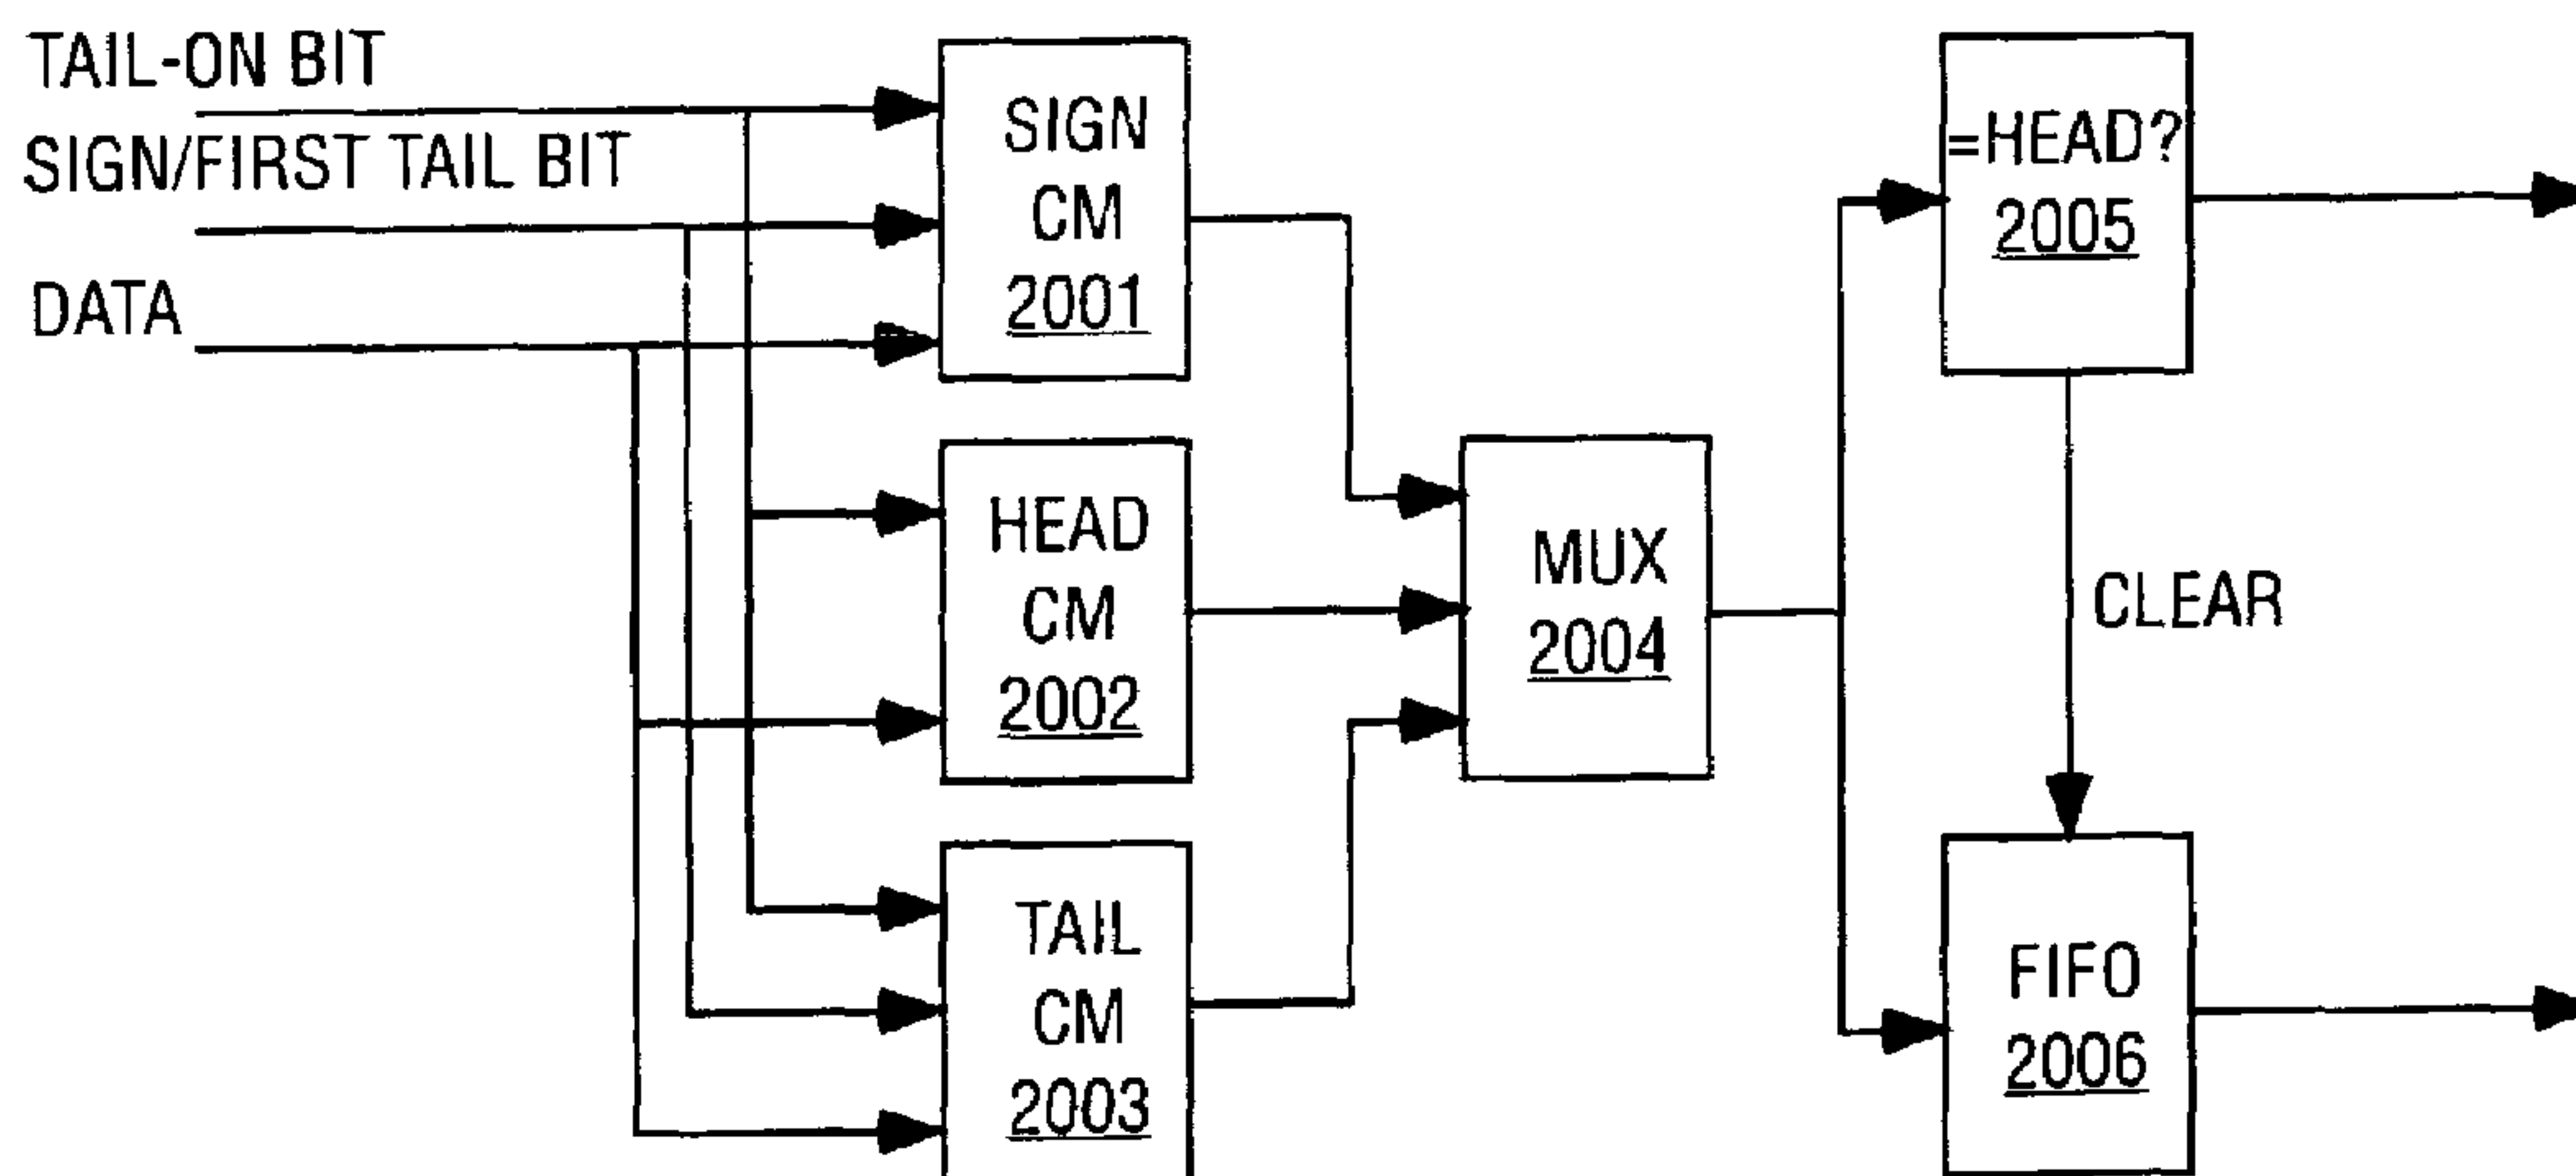 TAIL-ON BIT
SIGN/FIRST TAIL BIT
DATA
SIGN
CM
2001
HEAD
CM
2002
TAIL
CM
2003
MUX
2004
=HEAD?
2005
CLEAR
FIFO
2006